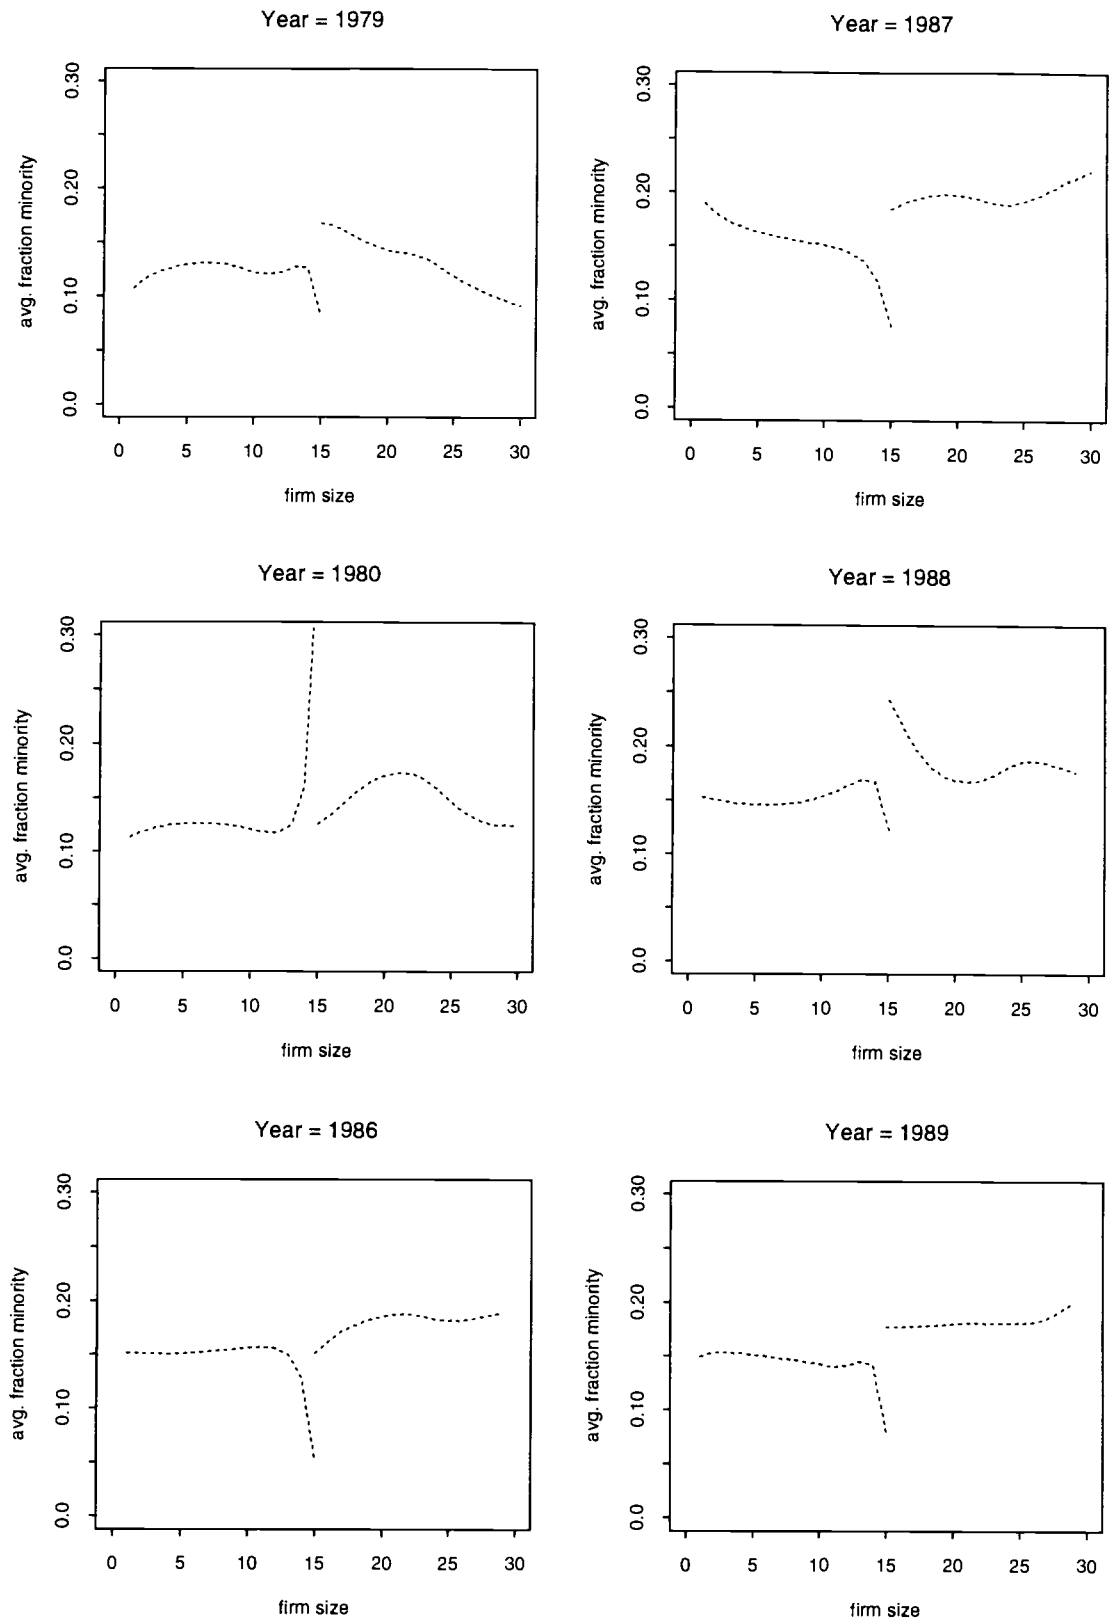 Year = 1979
avg. fraction minority
0.30
0.20
0.10
0.0
0 5 10 15 20 25 30
firm size
Year = 1987
avg. fraction minority
0.30
0.20
0.10
0.0
0 5 10 15 20 25 30
firm size
Year = 1980
avg. fraction minority
0.30
0.20
0.10
0.0
0 5 10 15 20 25 30
firm size
Year = 1988
avg. fraction minority
0.30
0.20
0.10
0.0
0 5 10 15 20 25 30
firm size
Year = 1986
avg. fraction minority
0.30
0.20
0.10
0.0
0 5 10 15 20 25 30
firm size
Year = 1989
avg. fraction minority
0.30
0.20
0.10
0.0
0 5 10 15 20 25 30
firm size